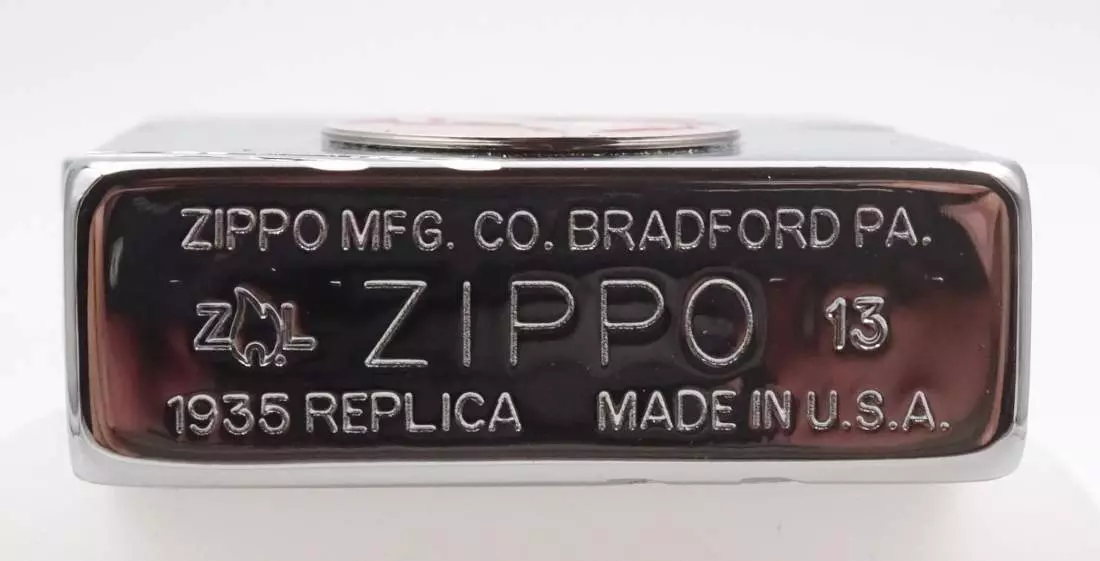 ZIPPO MFG. CO. BRADFORD PA.
Z L ZIPPO 13
1935 REPLICA MADE IN U.S.A.